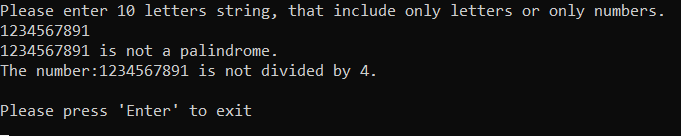 Please enter 10 letters string, that include only letters or only numbers.
1234567891
1234567891 is not a palindrome.
The number:1234567891 is not divided by 4.
Please press 'Enter' to exit